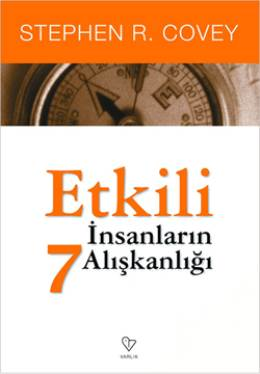 STEPHEN R. COVEY
Etkili
İnsanların
7 Alışkanlığı
VARLIK